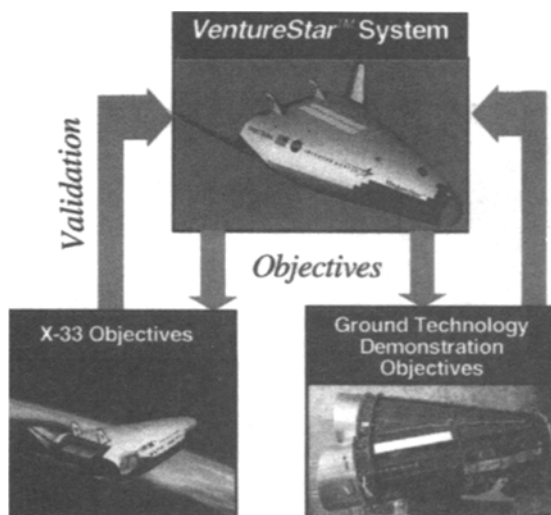 VentureStar™ System
Validation
Objectives
X-33 Objectives
Ground Technology
Demonstration
Objectives